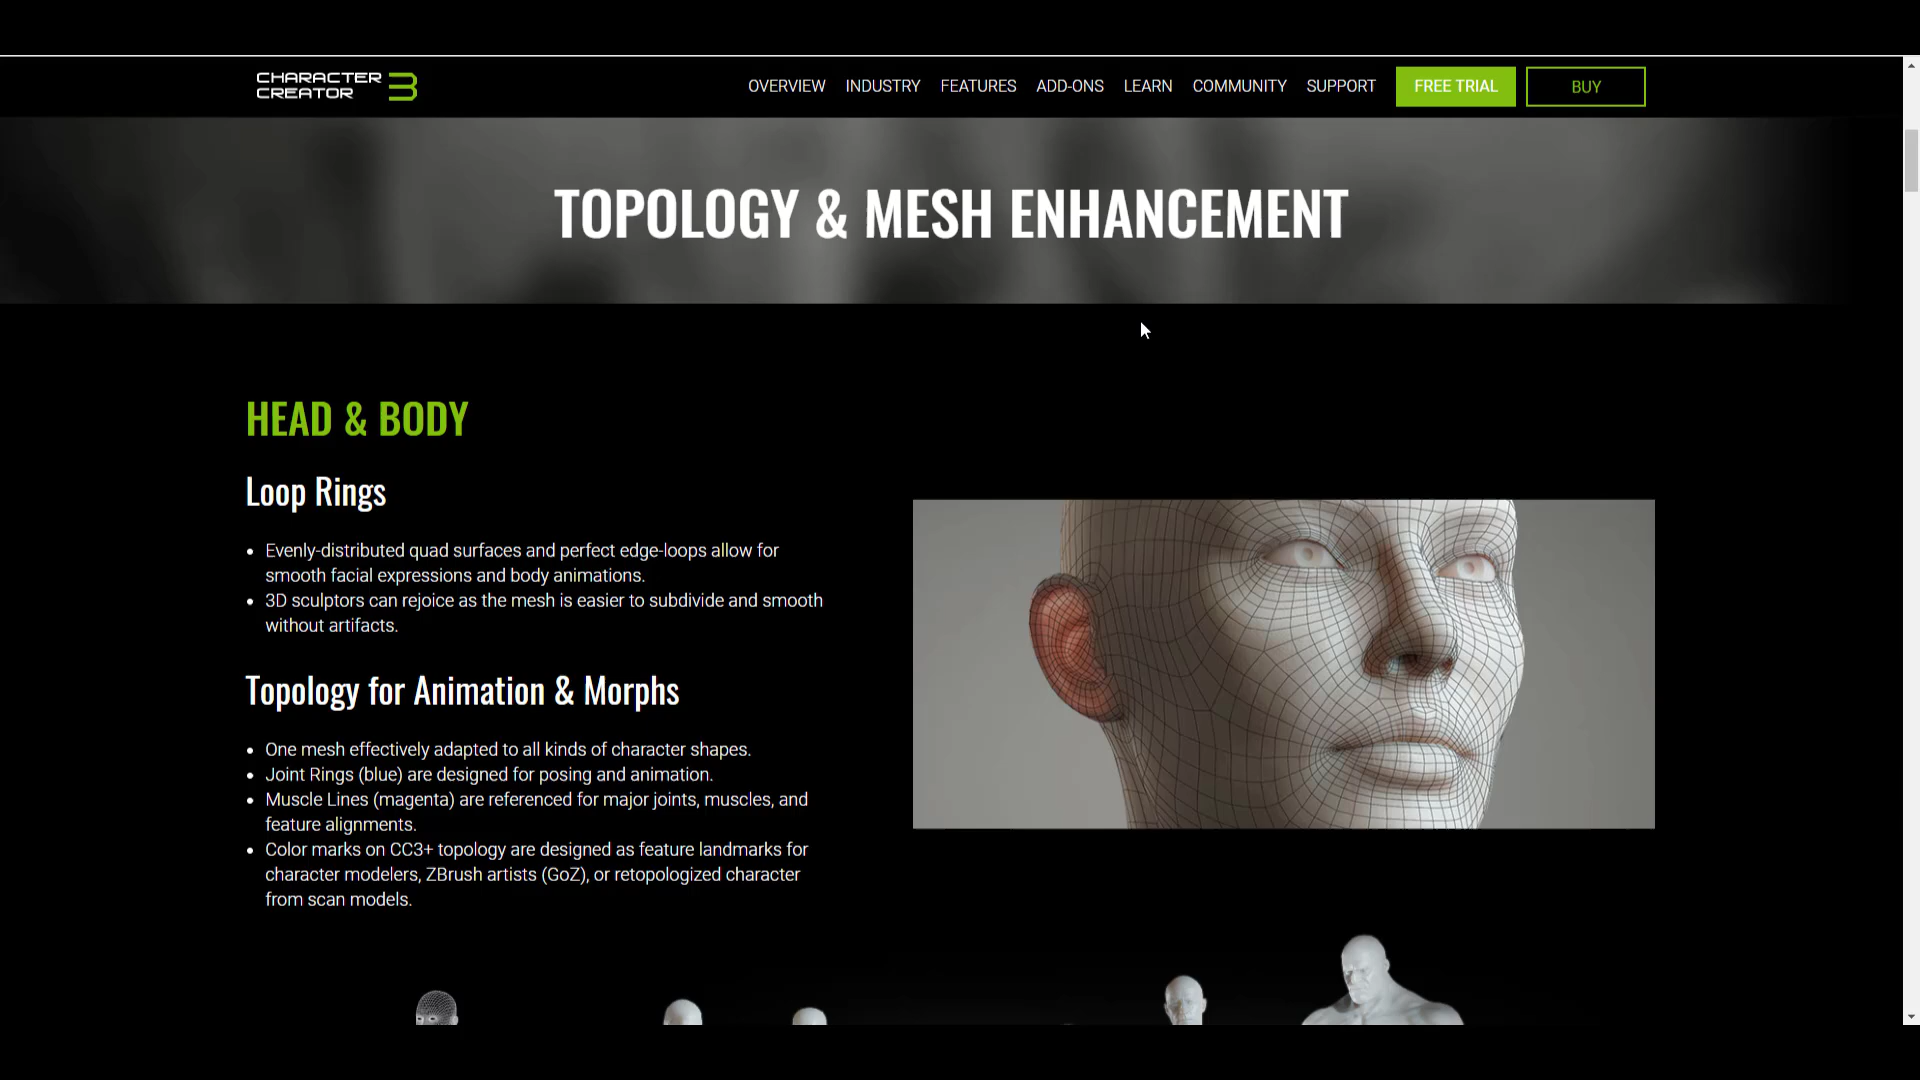 CHARACTER
CREATOR 3
OVERVIEW INDUSTRY FEATURES ADD-ONS LEARN COMMUNITY SUPPORT FREE TRIAL BUY
TOPOLOGY & MESH ENHANCEMENT
HEAD & BODY
Loop Rings
• Evenly-distributed quad surfaces and perfect edge-loops allow for
smooth facial expressions and body animations.
• 3D sculptors can rejoice as the mesh is easier to subdivide and smooth
without artifacts.
Topology for Animation & Morphs
• One mesh effectively adapted to all kinds of character shapes.
• Joint Rings (blue) are designed for posing and animation.
• Muscle Lines (magenta) are referenced for major joints, muscles, and
feature alignments.
• Color marks on CC3+ topology are designed as feature landmarks for
character modelers, ZBrush artists (GoZ), or retopologized character
from scan models.